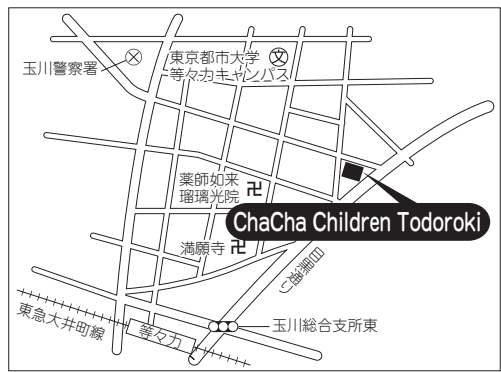 玉川警察署
東京都市大学
等々力キャンパス
薬師如来
瑠璃光院
ChaCha Children Todoroki
満願寺
目黒通り
東急大井町線
等々力
玉川総合支所東